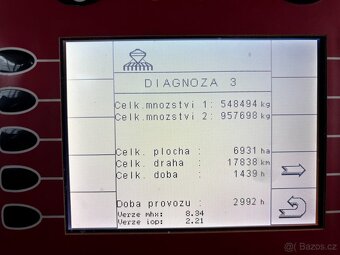 DIAGNOZA 3
Celk.mnozstvi 1: 548494 kg
Celk.mnozstvi 2: 957698 kg
Celk. plocha : 6931 ha
Celk. draha : 17838 km
Celk. doba : 1439 h
Doba provozu : 2992 h
Verze mhx: 8.34
Verze iop: 2.21
Bazos.cz